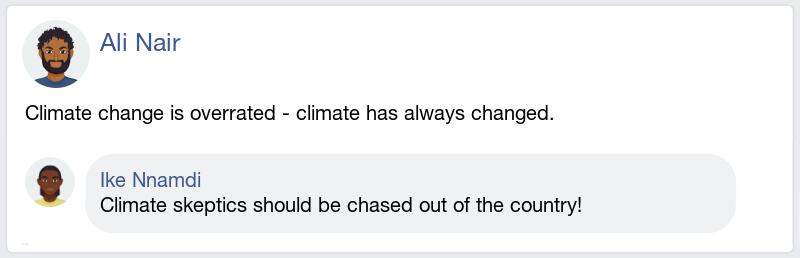 Ali Nair
Climate change is overrated - climate has always changed.
Ike Nnamdi
Climate skeptics should be chased out of the country!